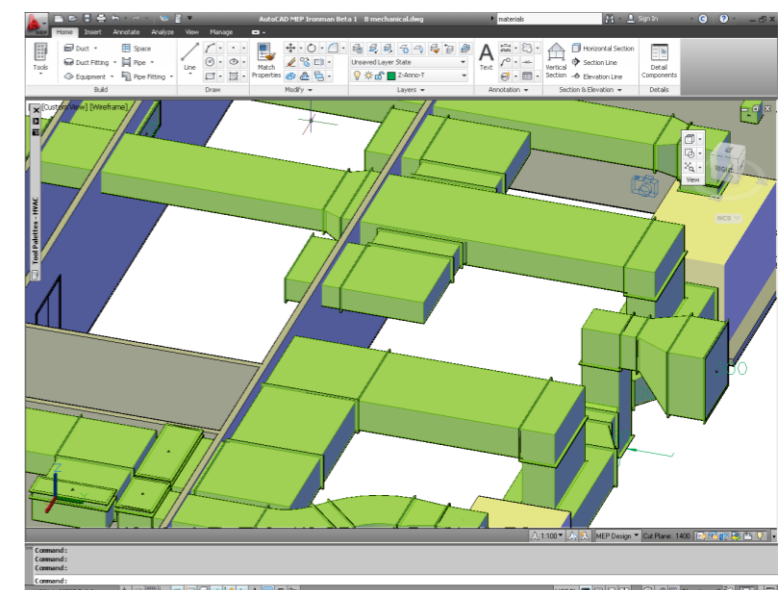 AutoCAD MEP Ironman Beta 1 8 mechanical.dwg
materials
Sign In
Home Insert Annotate Analyze View Manage
Tools
Duct
Duct Fitting
Equipment
Space
Pipe
Pipe Fitting
Build
Line
Draw
Match
Properties
Modify
Unsaved Layer State
Z-Anno-T
Layers
Text
Annotation
Vertical
Section
Horizontal Section
Section Line
Elevation Line
Section & Elevation
Detail
Components
Details
[Custom View] [Wireframe]
Tool Palettes - HVAC
View
RIGHT
WCS
Z
1:100
MEP Design
Cut Plane: 1400
Command:
Command:
Command:
Command: